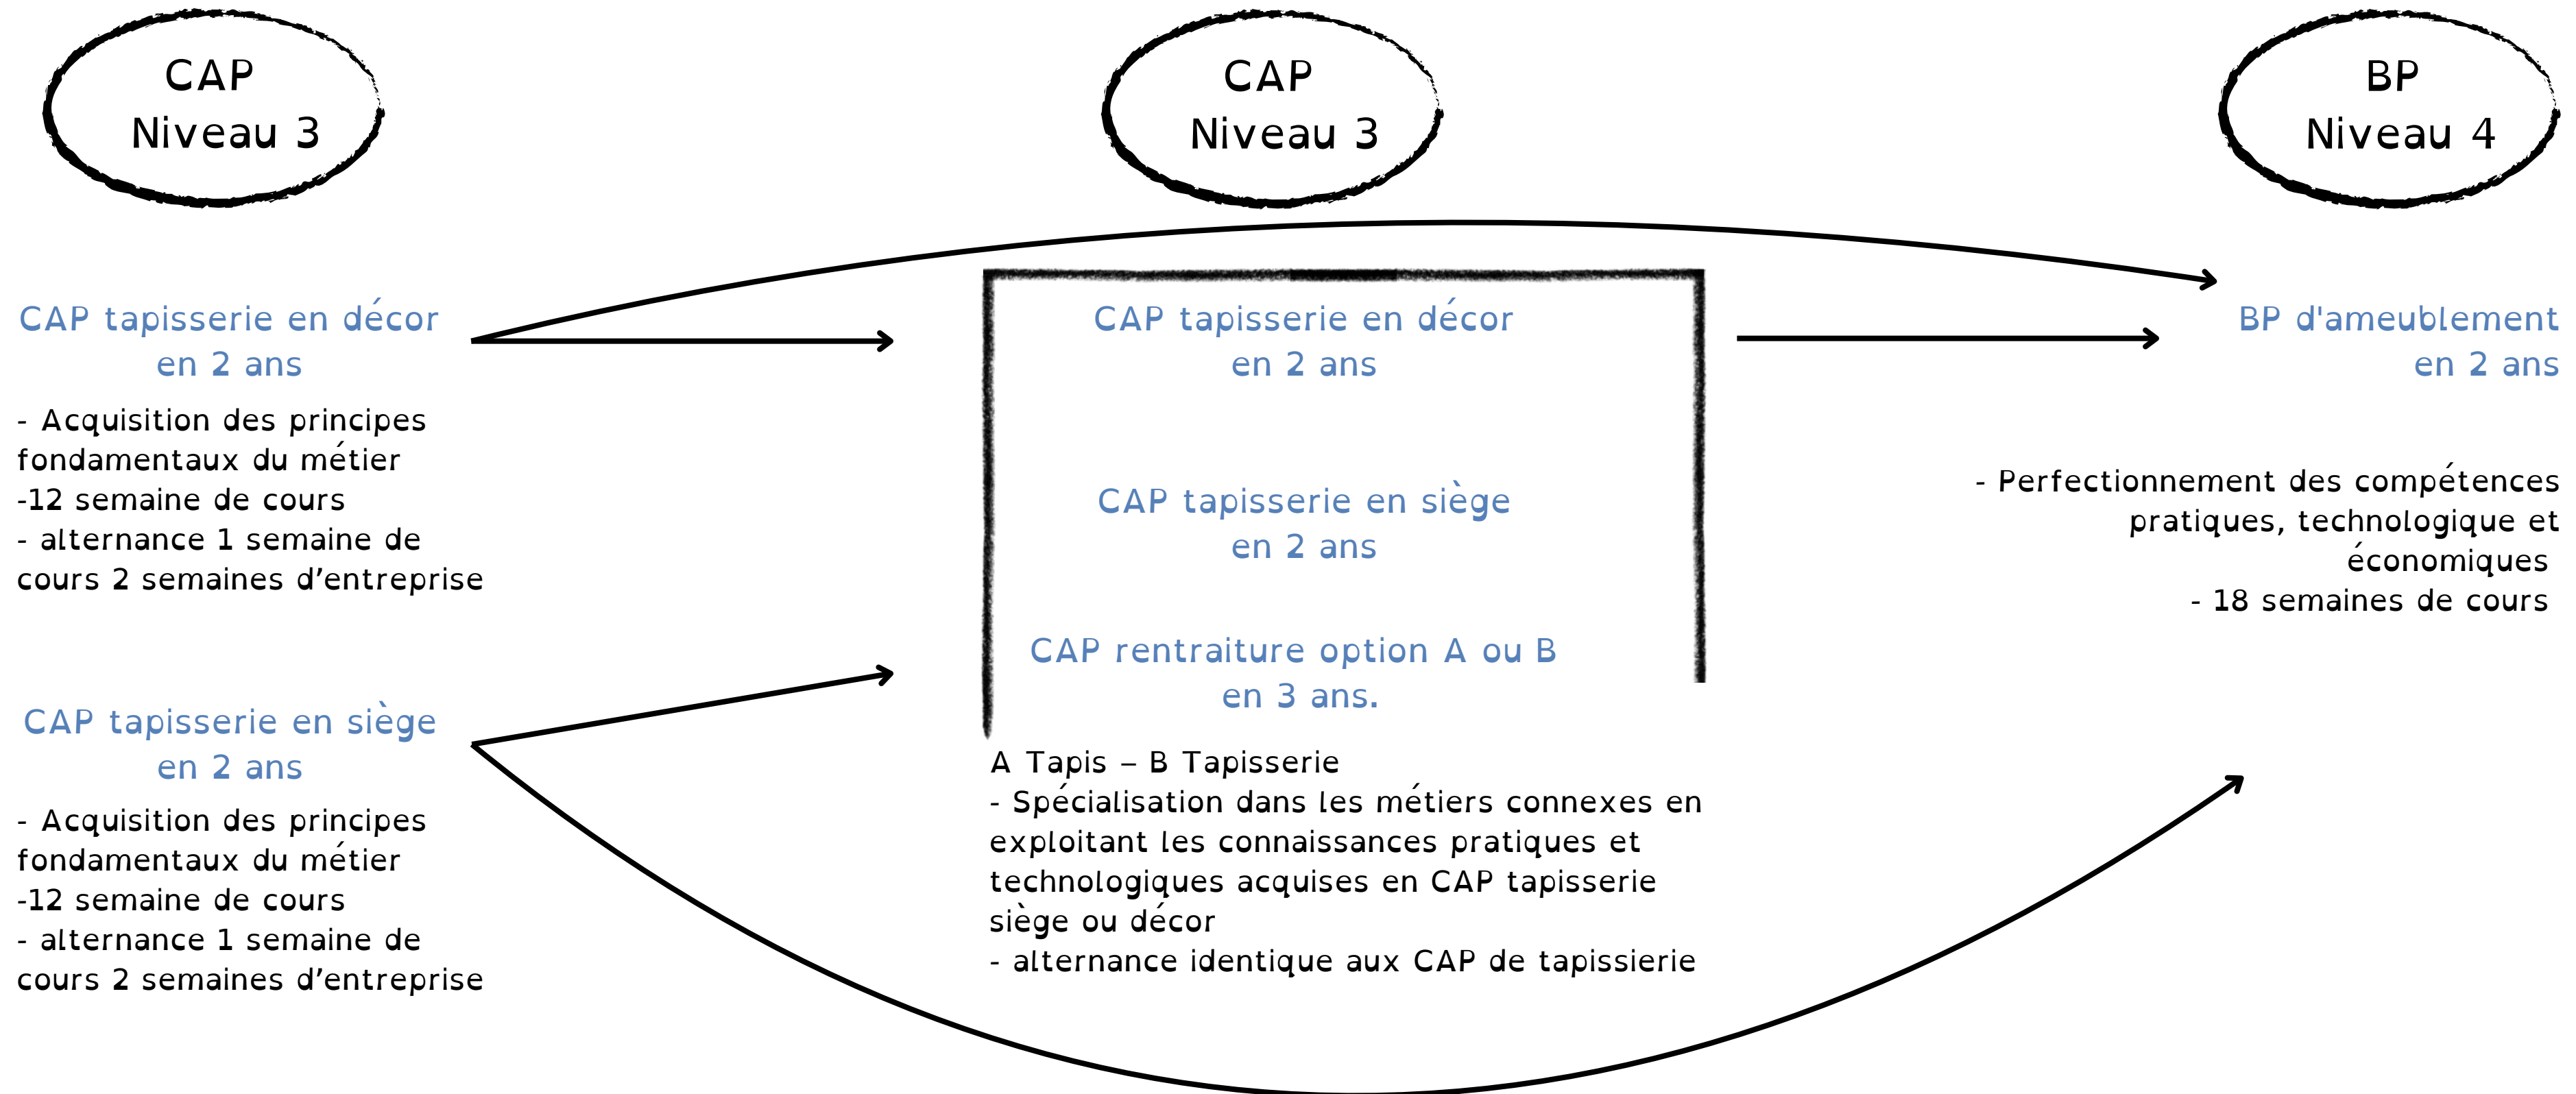 CAP
Niveau 3
CAP
Niveau 3
BP
Niveau 4
CAP tapisserie en décor
en 2 ans
- Acquisition des principes
fondamentaux du métier
-12 semaine de cours
- alternance 1 semaine de
cours 2 semaines d’entreprise
CAP tapisserie en siège
en 2 ans
- Acquisition des principes
fondamentaux du métier
-12 semaine de cours
- alternance 1 semaine de
cours 2 semaines d’entreprise
CAP tapisserie en décor
en 2 ans
CAP tapisserie en siège
en 2 ans
CAP rentraiture option A ou B
en 3 ans.
A Tapis – B Tapisserie
- Spécialisation dans les métiers connexes en
exploitant les connaissances pratiques et
technologiques acquises en CAP tapisserie
siège ou décor
- alternance identique aux CAP de tapissierie
BP d'ameublement
en 2 ans
- Perfectionnement des compétences
pratiques, technologique et
économiques
- 18 semaines de cours